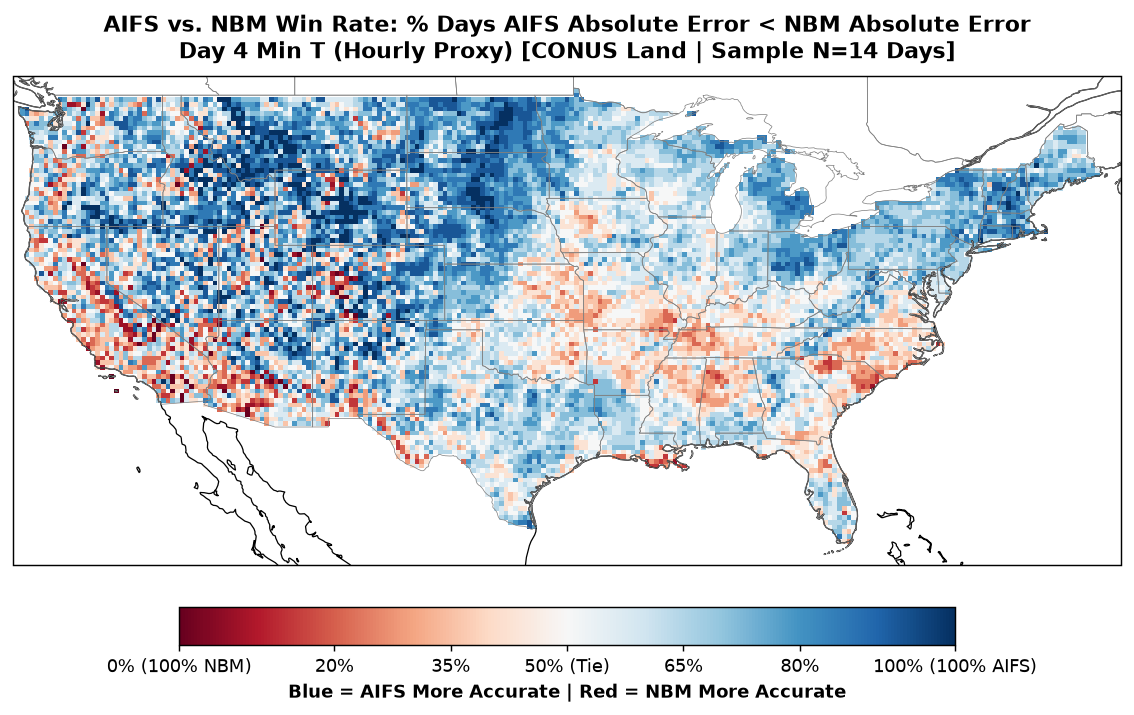 AIFS vs. NBM Win Rate: % Days AIFS Absolute Error < NBM Absolute Error
Day 4 Min T (Hourly Proxy) [CONUS Land | Sample N=14 Days]
0% (100% NBM) 20% 35% 50% (Tie) 65% 80% 100% (100% AIFS)
Blue = AIFS More Accurate | Red = NBM More Accurate